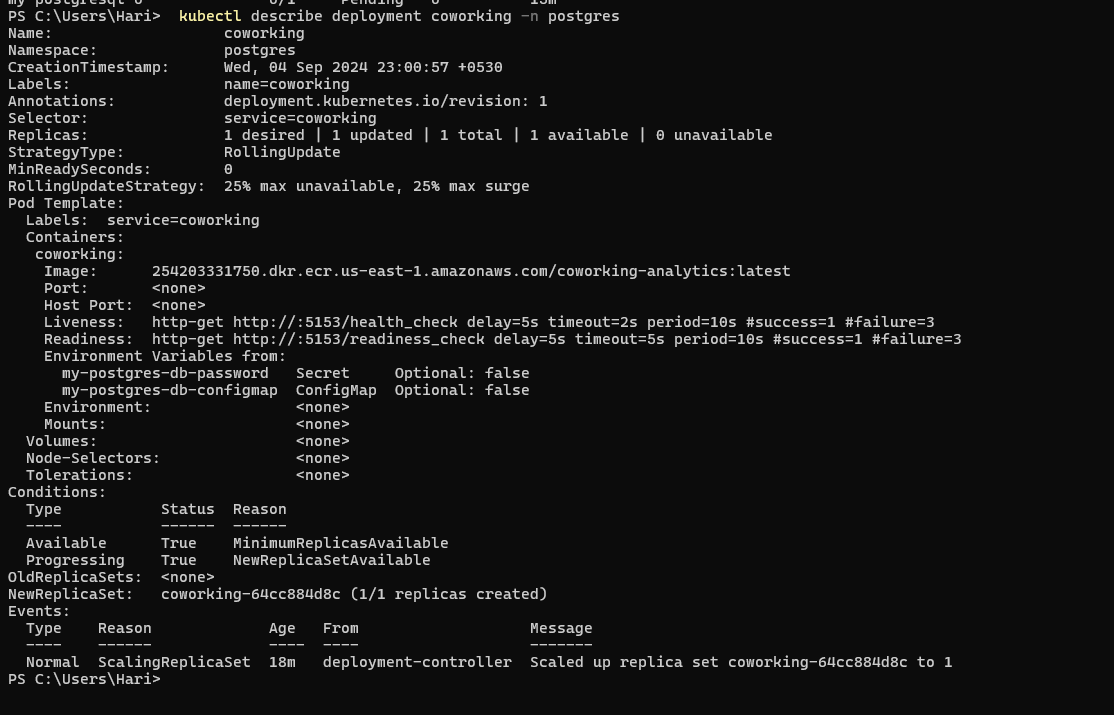 my-postgresql-0              0/1     Pending   0          15m
PS C:\Users\Hari>  kubectl describe deployment coworking -n postgres
Name:                   coworking
Namespace:              postgres
CreationTimestamp:      Wed, 04 Sep 2024 23:00:57 +0530
Labels:                 name=coworking
Annotations:            deployment.kubernetes.io/revision: 1
Selector:               service=coworking
Replicas:               1 desired | 1 updated | 1 total | 1 available | 0 unavailable
StrategyType:           RollingUpdate
MinReadySeconds:        0
RollingUpdateStrategy:  25% max unavailable, 25% max surge
Pod Template:
  Labels:  service=coworking
  Containers:
   coworking:
    Image:      254203331750.dkr.ecr.us-east-1.amazonaws.com/coworking-analytics:latest
    Port:       <none>
    Host Port:  <none>
    Liveness:   http-get http://:5153/health_check delay=5s timeout=2s period=10s #success=1 #failure=3
    Readiness:  http-get http://:5153/readiness_check delay=5s timeout=5s period=10s #success=1 #failure=3
    Environment Variables from:
      my-postgres-db-password   Secret     Optional: false
      my-postgres-db-configmap  ConfigMap  Optional: false
    Environment:                <none>
    Mounts:                     <none>
  Volumes:                      <none>
  Node-Selectors:               <none>
  Tolerations:                  <none>
Conditions:
  Type           Status  Reason
  ----           ------  ------
  Available      True    MinimumReplicasAvailable
  Progressing    True    NewReplicaSetAvailable
OldReplicaSets:  <none>
NewReplicaSet:   coworking-64cc884d8c (1/1 replicas created)
Events:
  Type    Reason             Age   From                   Message
  ----    ------             ----  ----                   -------
  Normal  ScalingReplicaSet  18m   deployment-controller  Scaled up replica set coworking-64cc884d8c to 1
PS C:\Users\Hari>